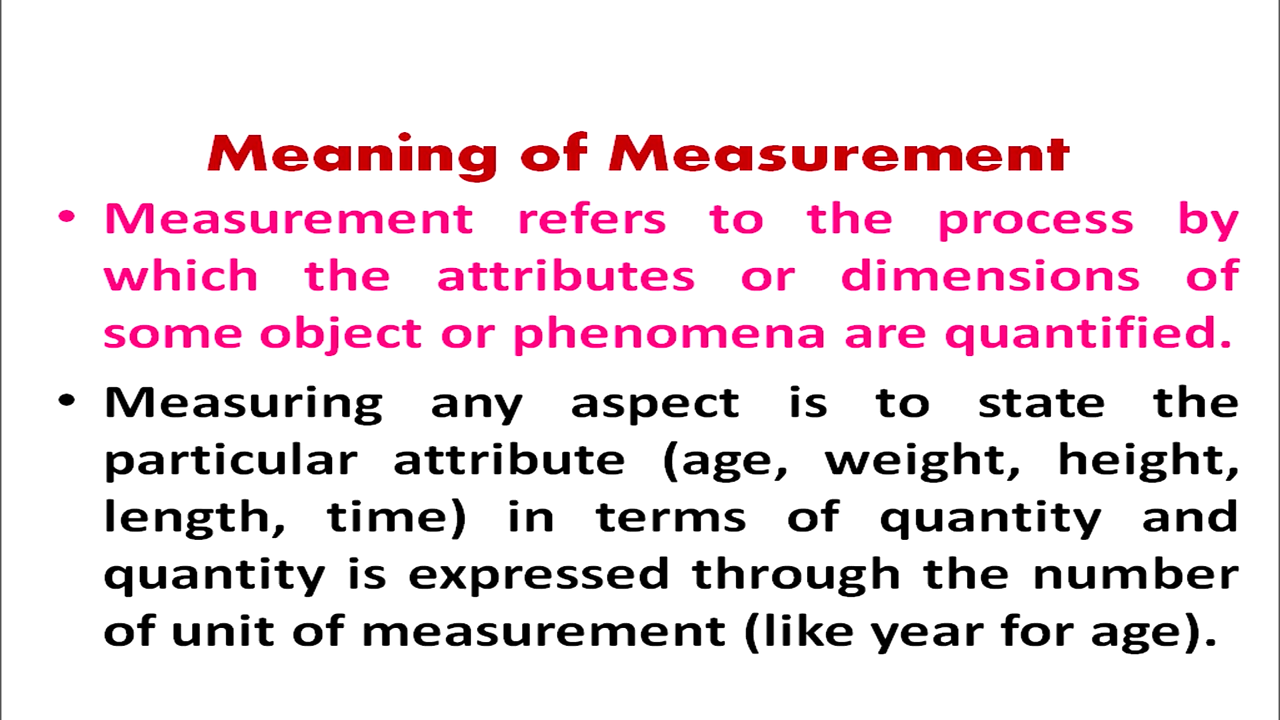 Meaning of Measurement
• Measurement refers to the process by
which the attributes or dimensions of
some object or phenomena are quantified.
• Measuring any aspect is to state the
particular attribute (age, weight, height,
length, time) in terms of quantity and
quantity is expressed through the number
of unit of measurement (like year for age).